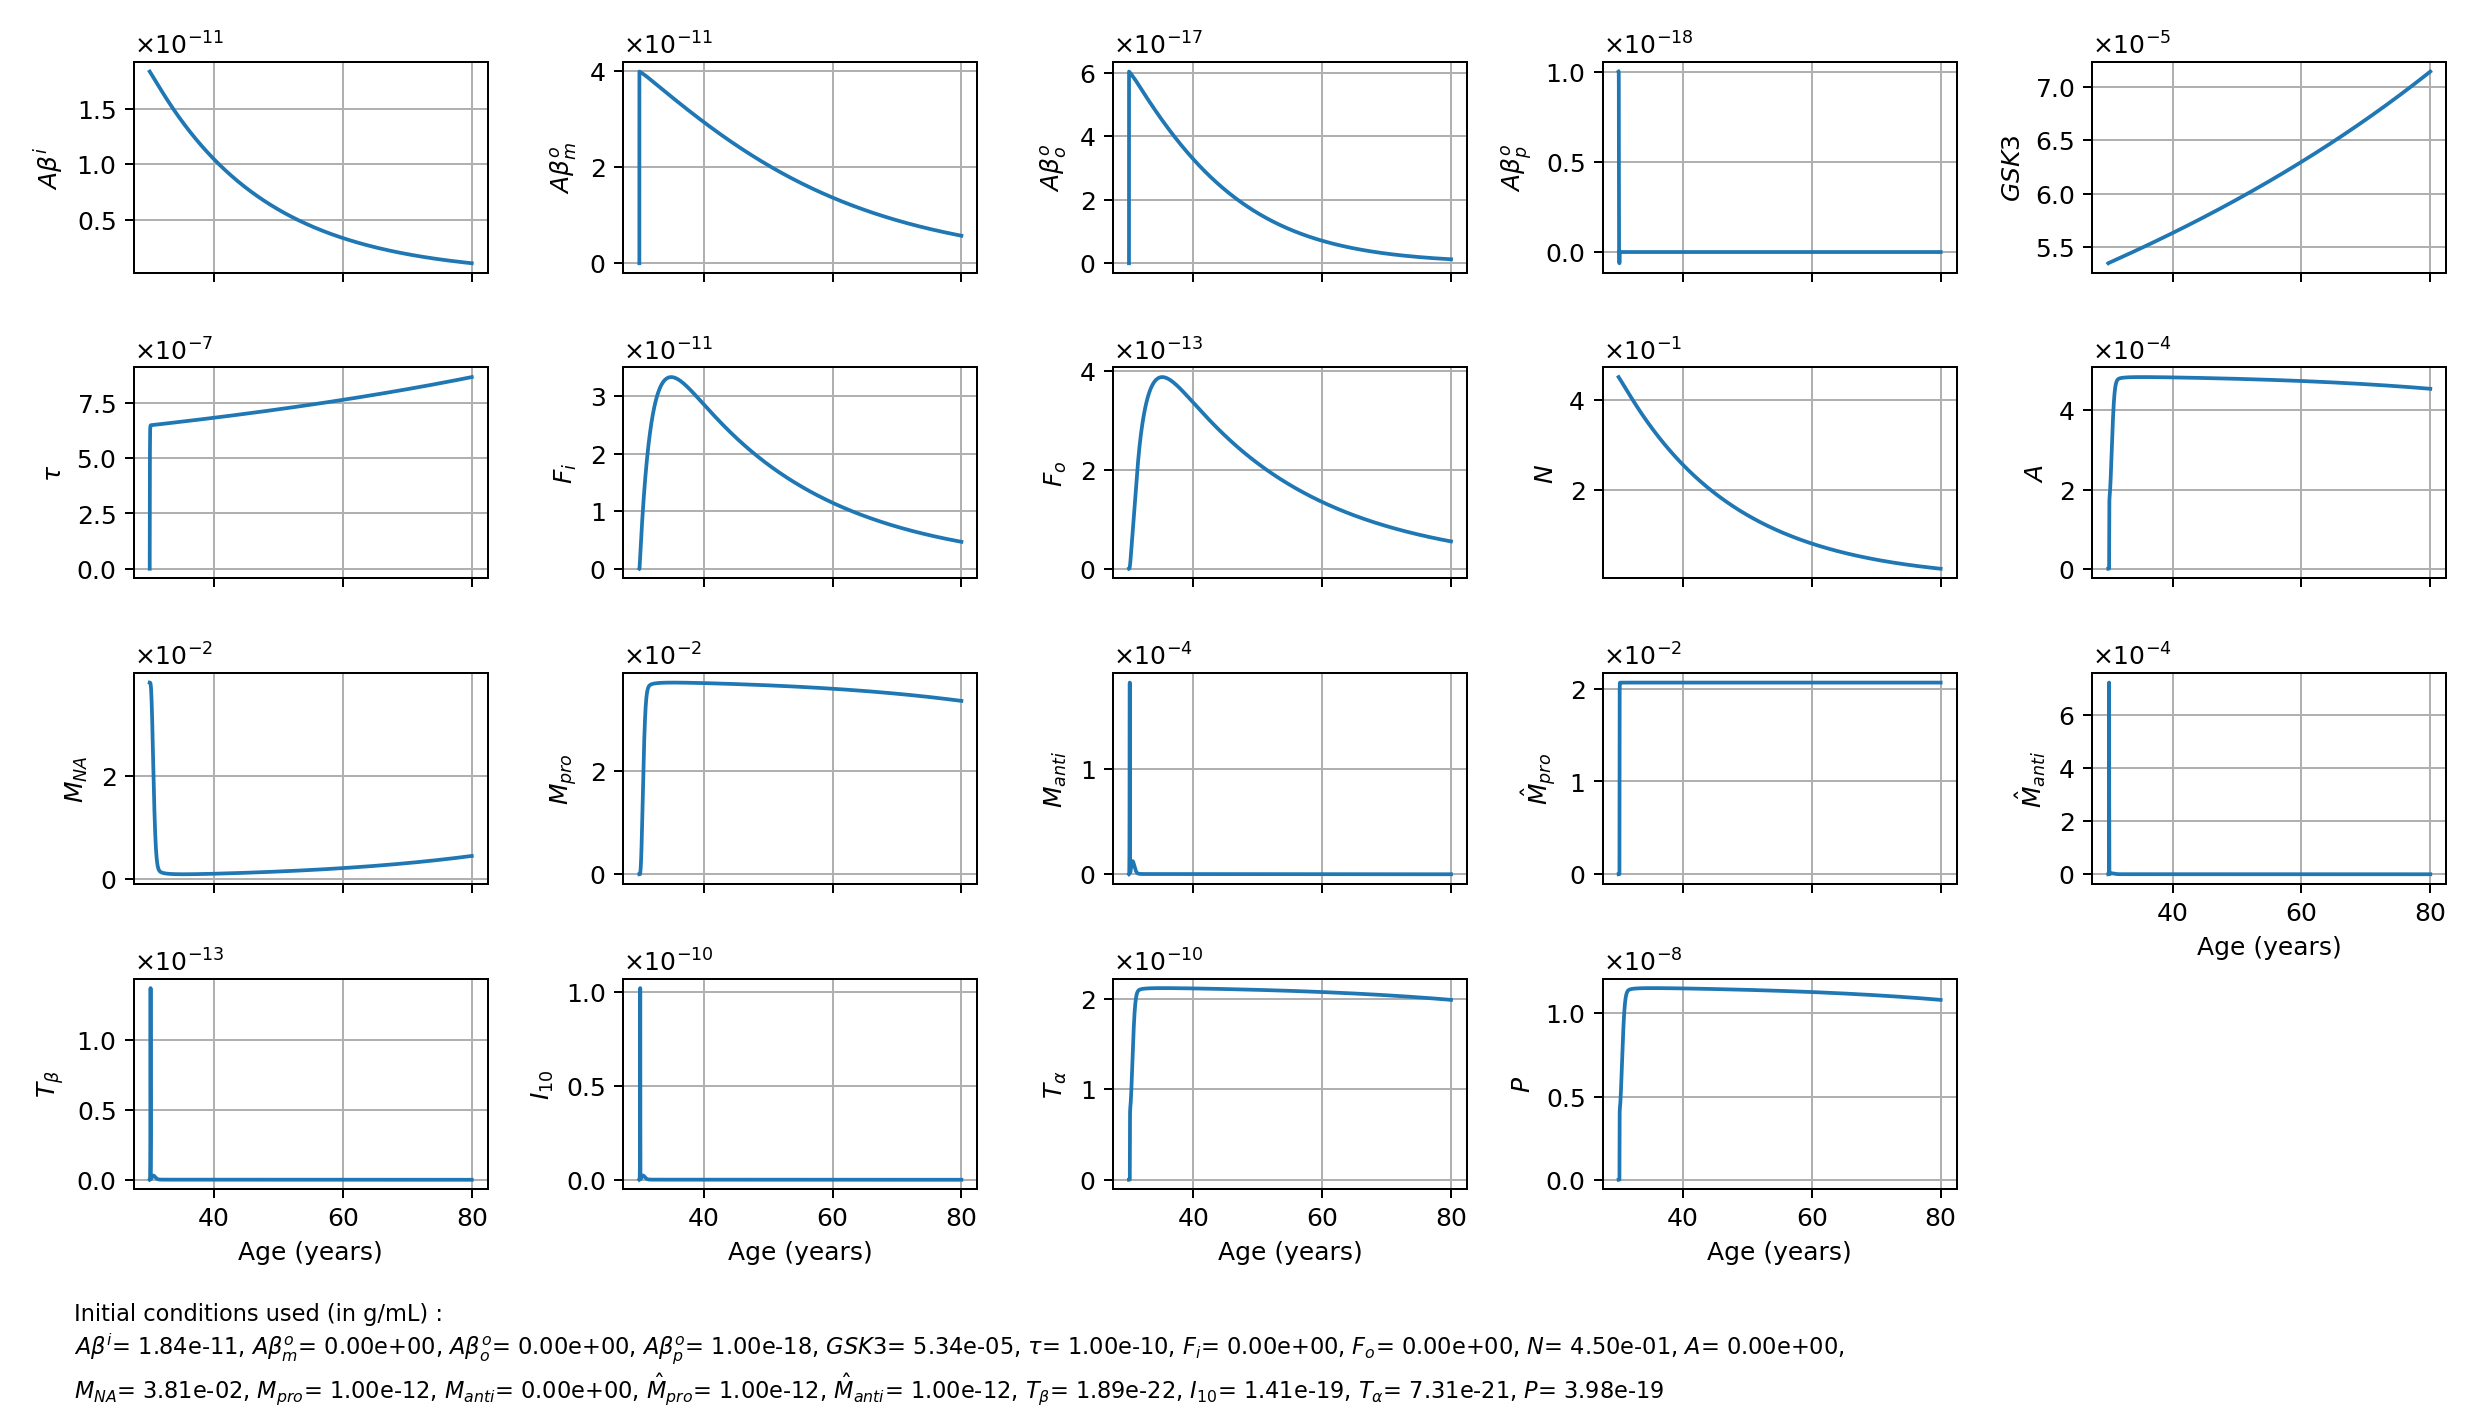 ×10⁻¹¹ ×10⁻¹¹ ×10⁻¹⁷ ×10⁻¹⁸ ×10⁻⁵
Aβⁱ 1.5 1.0 0.5
Aβₘᵒ 4 2 0
Aβₒᵒ 6 4 2 0
Aβₚᵒ 1.0 0.5 0.0
GSK3 7.0 6.5 6.0 5.5
×10⁻⁷ ×10⁻¹¹ ×10⁻¹³ ×10⁻¹ ×10⁻⁴
τ 7.5 5.0 2.5 0.0
Fᵢ 3 2 1 0
Fₒ 4 2 0
N 4 2
A 4 2 0
×10⁻² ×10⁻² ×10⁻⁴ ×10⁻² ×10⁻⁴
M_NA 2 0
M_pro 2 0
M_anti 1 0
M̂_pro 2 1 0
M̂_anti 6 4 2 0
40 60 80
Age (years)
×10⁻¹³ ×10⁻¹⁰ ×10⁻¹⁰ ×10⁻⁸
T_β 1.0 0.5 0.0
I₁₀ 1.0 0.5 0.0
T_α 2 1 0
P 1.0 0.5 0.0
40 60 80 40 60 80 40 60 80 40 60 80
Age (years) Age (years) Age (years) Age (years)
Initial conditions used (in g/mL) :
Aβⁱ= 1.84e-11, Aβₘᵒ= 0.00e+00, Aβₒᵒ= 0.00e+00, Aβₚᵒ= 1.00e-18, GSK3= 5.34e-05, τ= 1.00e-10, Fᵢ= 0.00e+00, Fₒ= 0.00e+00, N= 4.50e-01, A= 0.00e+00,
M_NA= 3.81e-02, M_pro= 1.00e-12, M_anti= 0.00e+00, M̂_pro= 1.00e-12, M̂_anti= 1.00e-12, T_β= 1.89e-22, I₁₀= 1.41e-19, T_α= 7.31e-21, P= 3.98e-19